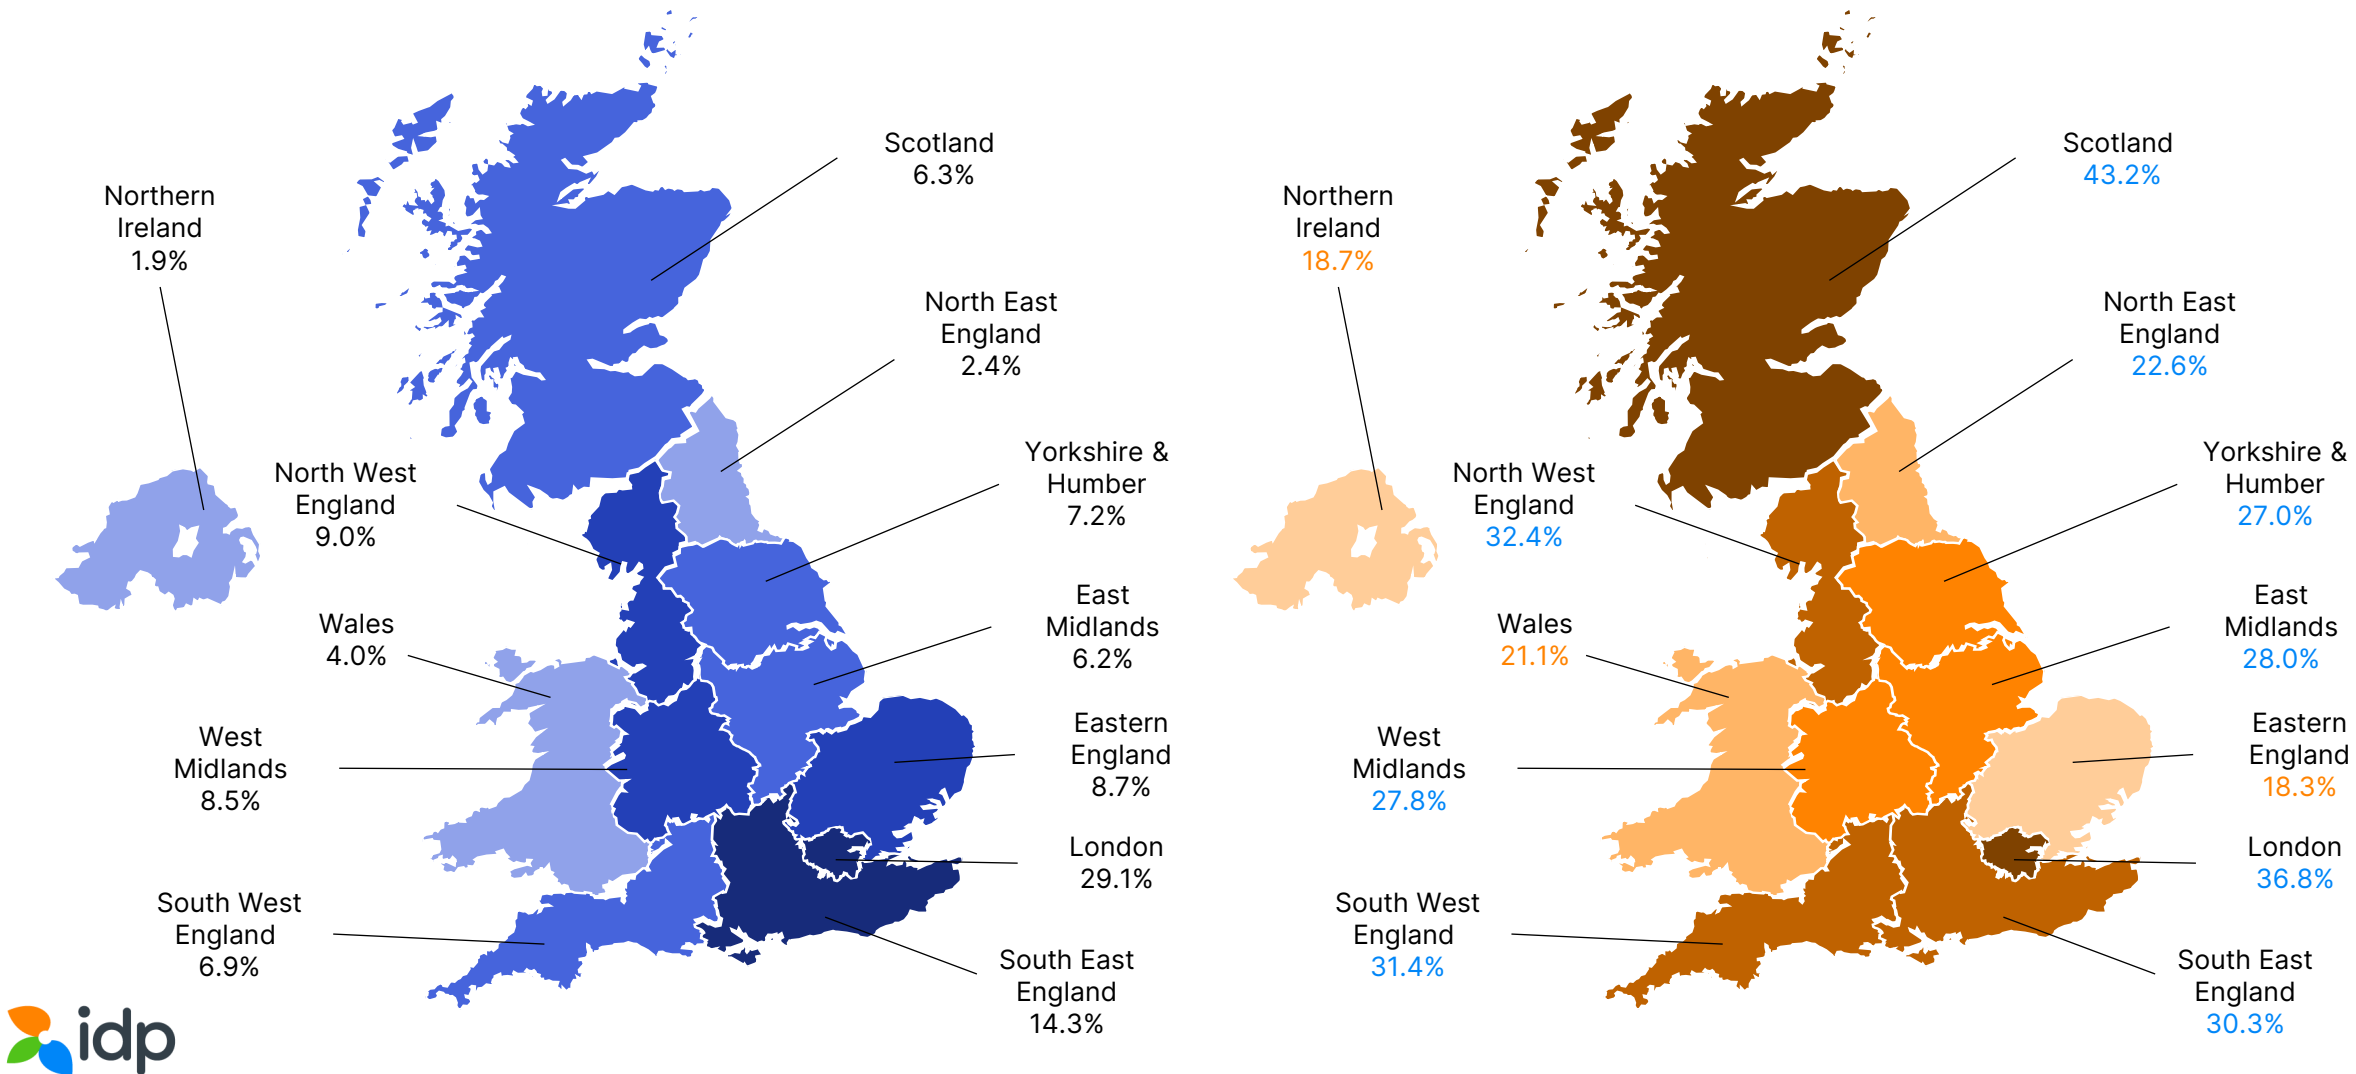 Scotland
6.3%
Northern
Ireland
1.9%
North East
England
2.4%
Yorkshire &
Humber
7.2%
North West
England
9.0%
East
Midlands
6.2%
Wales
4.0%
Eastern
England
8.7%
West
Midlands
8.5%
London
29.1%
South West
England
6.9%
South East
England
14.3%
idp
Scotland
43.2%
Northern
Ireland
18.7%
North East
England
22.6%
Yorkshire &
Humber
27.0%
North West
England
32.4%
East
Midlands
28.0%
Wales
21.1%
Eastern
England
18.3%
West
Midlands
27.8%
London
36.8%
South West
England
31.4%
South East
England
30.3%